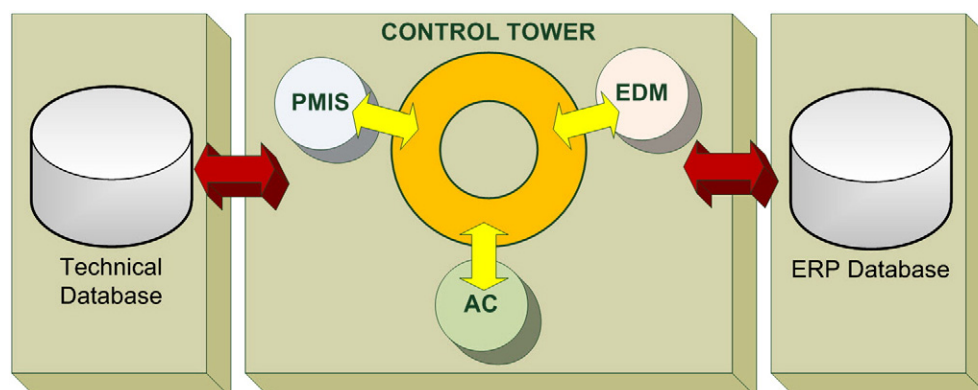 CONTROL TOWER
PMIS
EDM
AC
Technical
Database
ERP Database